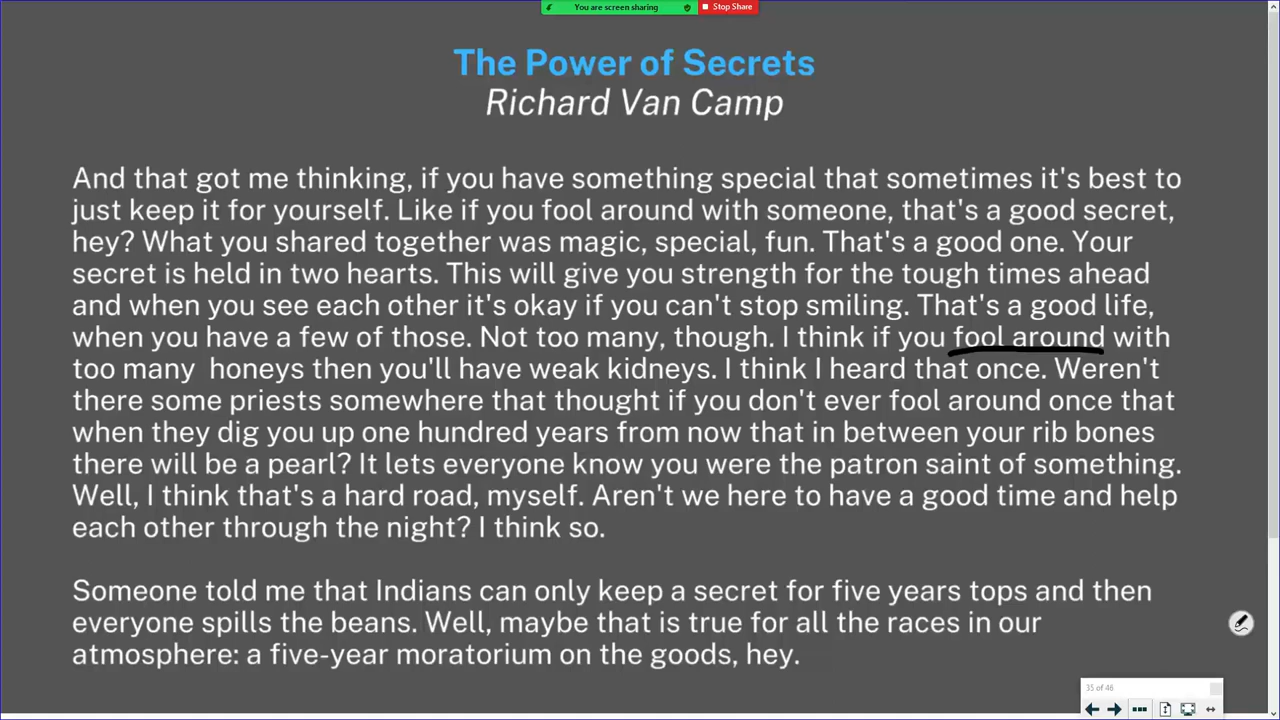 You are screen sharing
Stop Share
The Power of Secrets
Richard Van Camp
And that got me thinking, if you have something special that sometimes it's best to
just keep it for yourself. Like if you fool around with someone, that's a good secret,
hey? What you shared together was magic, special, fun. That's a good one. Your
secret is held in two hearts. This will give you strength for the tough times ahead
and when you see each other it's okay if you can't stop smiling. That's a good life,
when you have a few of those. Not too many, though. I think if you fool around with
too many  honeys then you'll have weak kidneys. I think I heard that once. Weren't
there some priests somewhere that thought if you don't ever fool around once that
when they dig you up one hundred years from now that in between your rib bones
there will be a pearl? It lets everyone know you were the patron saint of something.
Well, I think that's a hard road, myself. Aren't we here to have a good time and help
each other through the night? I think so.
Someone told me that Indians can only keep a secret for five years tops and then
everyone spills the beans. Well, maybe that is true for all the races in our
atmosphere: a five-year moratorium on the goods, hey.
35 of 46